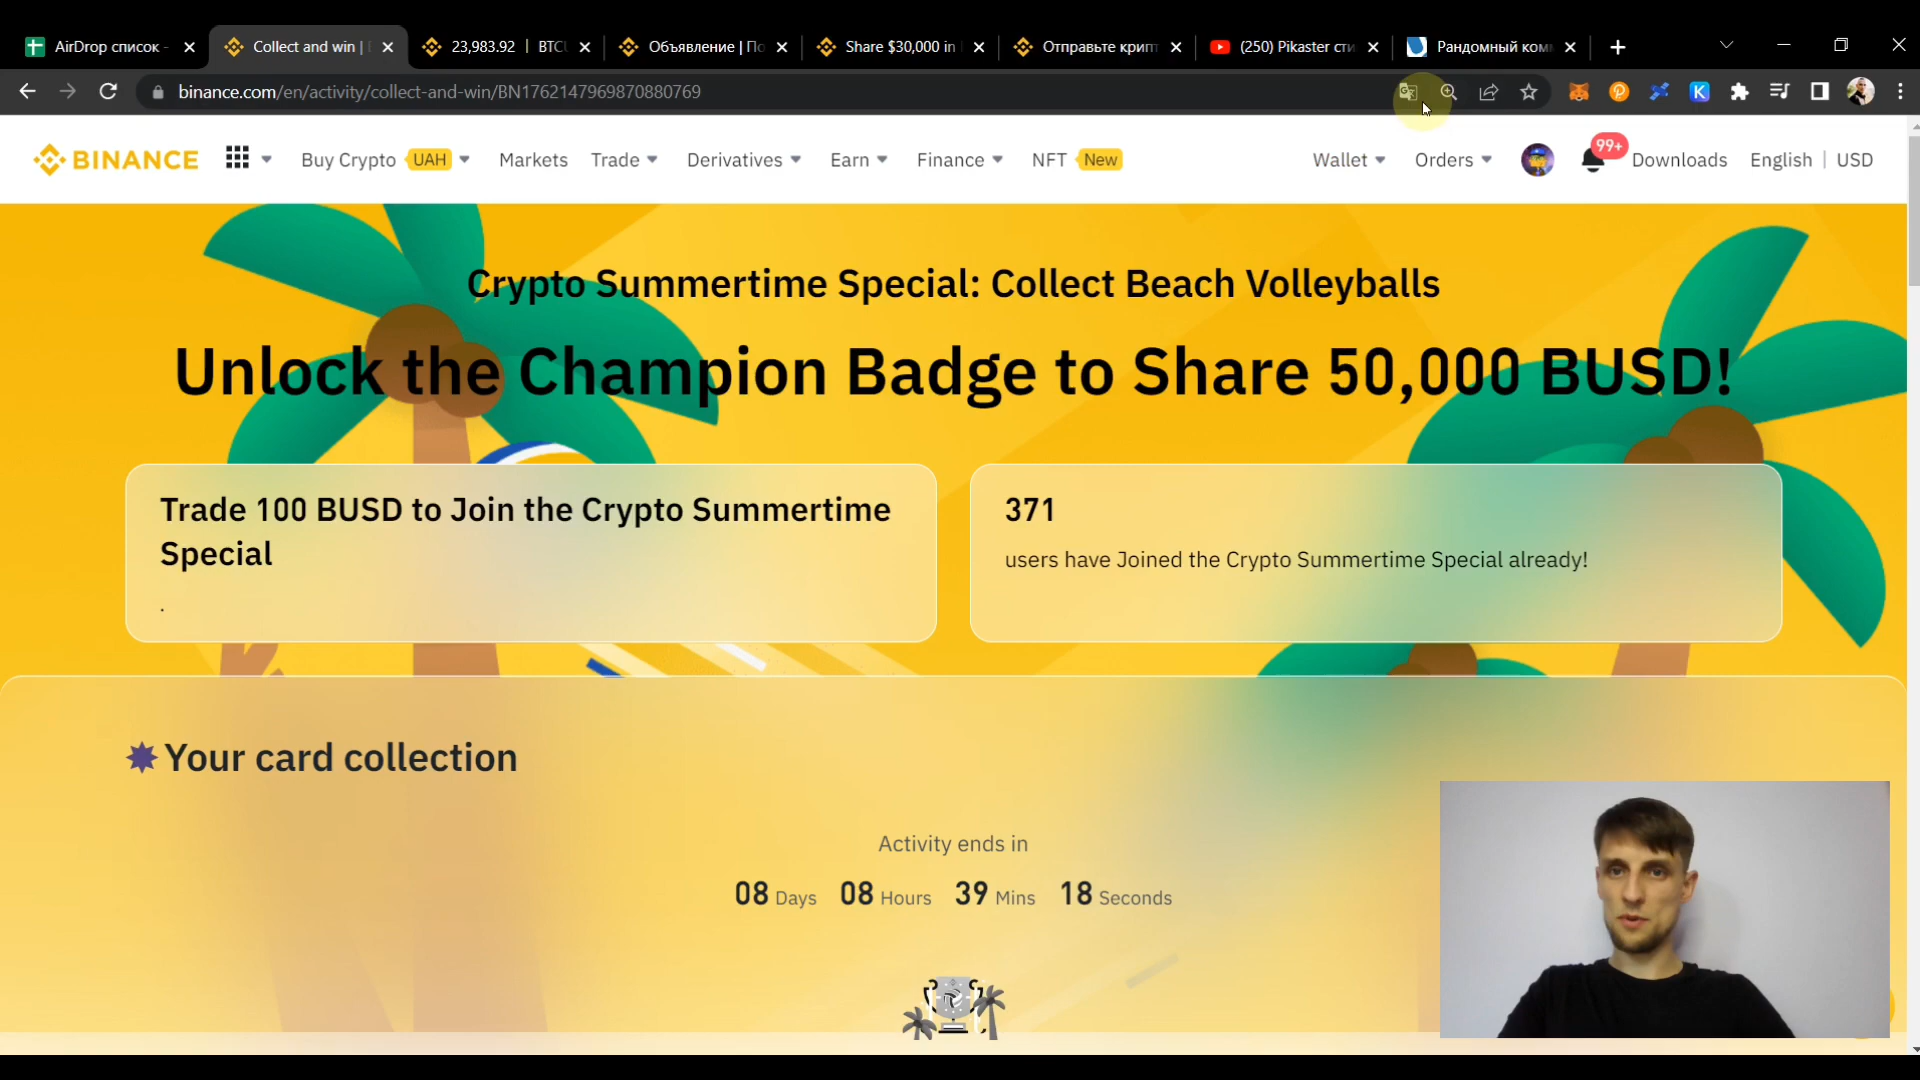 AirDrop список -
Collect and win |
23,983.92 | BTCU
Объявление | По
Share $30,000 in
Отправьте крипт
(250) Pikaster сти
Рандомный ком
binance.com/en/activity/collect-and-win/BN1762147969870880769
BINANCE
Buy Crypto UAH
Markets
Trade
Derivatives
Earn
Finance
NFT New
Wallet
Orders
99+
Downloads
English | USD
Crypto Summertime Special: Collect Beach Volleyballs
Unlock the Champion Badge to Share 50,000 BUSD!
Trade 100 BUSD to Join the Crypto Summertime
Special
.
371
users have Joined the Crypto Summertime Special already!
Your card collection
Activity ends in
08 Days 08 Hours 39 Mins 18 Seconds